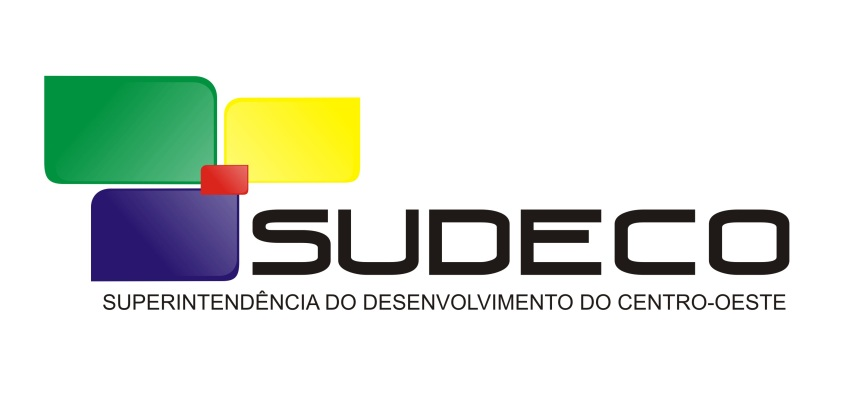 SUDECO
SUPERINTENDÊNCIA DO DESENVOLVIMENTO DO CENTRO-OESTE